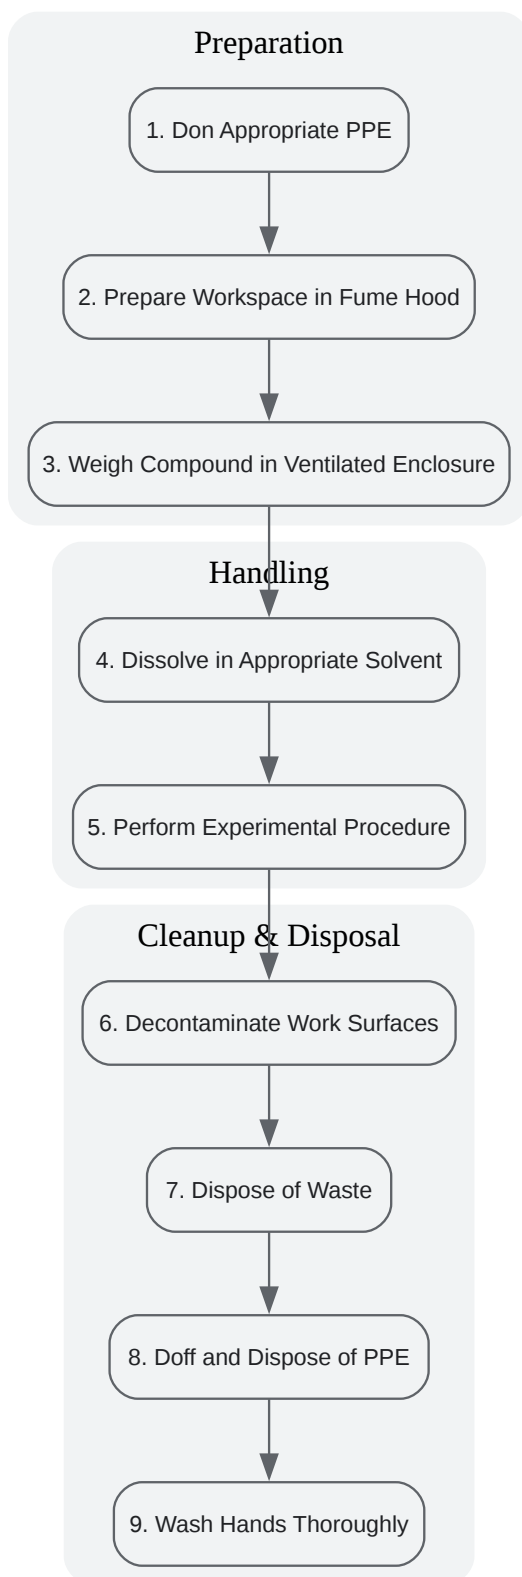 Preparation
1. Don Appropriate PPE
2. Prepare Workspace in Fume Hood
3. Weigh Compound in Ventilated Enclosure
Handling
4. Dissolve in Appropriate Solvent
5. Perform Experimental Procedure
Cleanup & Disposal
6. Decontaminate Work Surfaces
7. Dispose of Waste
8. Doff and Dispose of PPE
9. Wash Hands Thoroughly